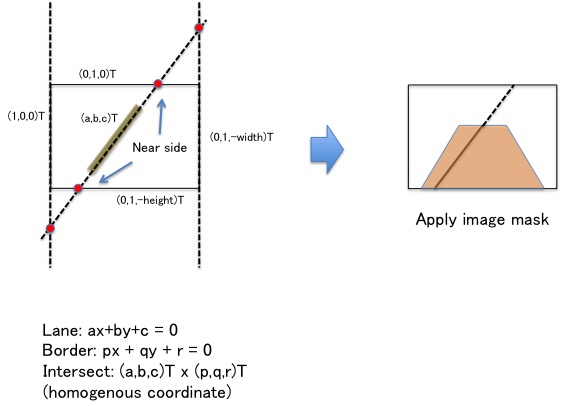 (0,1,0)T
(1,0,0)T
(a,b,c)T
(0,1,-width)T
Near side
(0,1,-height)T
Apply image mask
Lane: ax+by+c = 0
Border: px + qy + r = 0
Intersect: (a,b,c)T x (p,q,r)T
(homogenous coordinate)